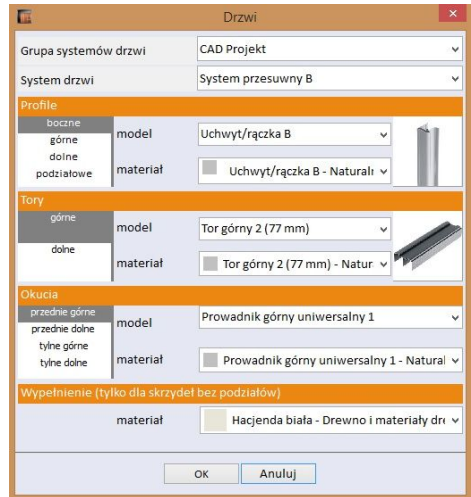 Drzwi
Grupa systemów drzwi CAD Projekt
System drzwi System przesuwny B
Profile
boczne
górne
dolne
podziałowe
model Uchwyt/rączka B
materiał Uchwyt/rączka B - Naturalr
Tory
górne
dolne
model Tor górny 2 (77 mm)
materiał Tor górny 2 (77 mm) - Natur
Okucia
przednie górne
przednie dolne
tylne górne
tylne dolne
model Prowadnik górny uniwersalny 1
materiał Prowadnik górny uniwersalny 1 - Natural
Wypełnienie (tylko dla skrzydeł bez podziałów)
materiał Hacjenda biała - Drewno i materiały dre
OK Anuluj